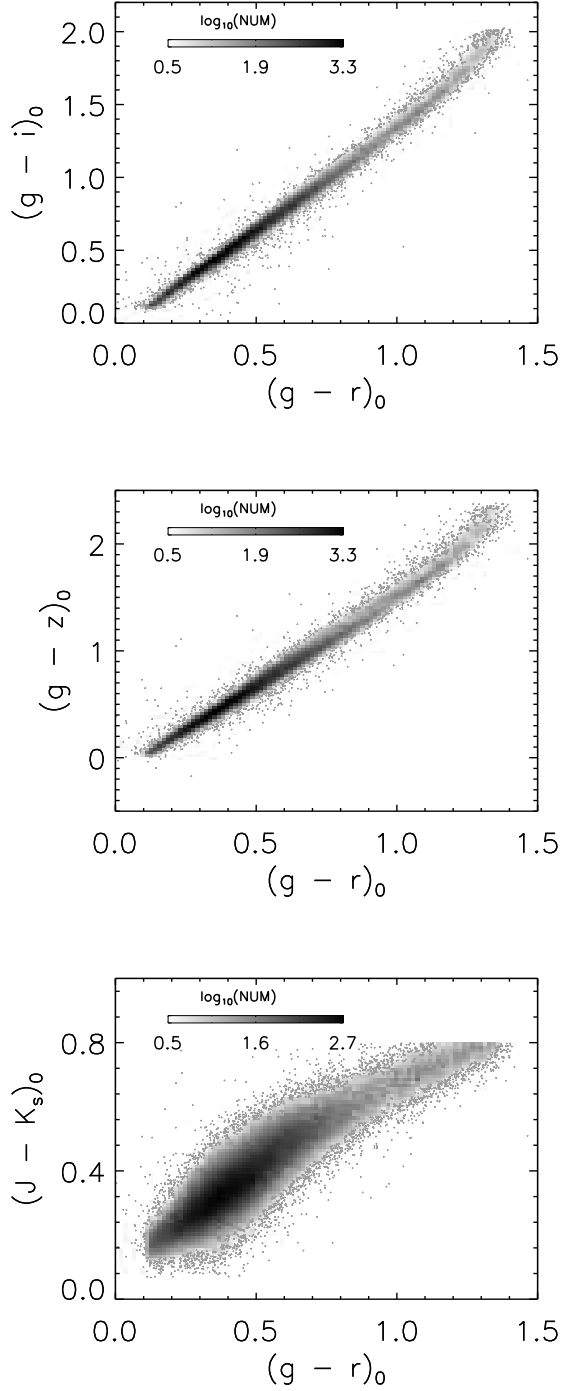 log₁₀(NUM)
0.5 1.9 3.3
2.0
1.5
1.0
0.5
0.0
(g − i)₀
0.0 0.5 1.0 1.5
(g − r)₀
log₁₀(NUM)
0.5 1.9 3.3
2
1
0
(g − z)₀
0.0 0.5 1.0 1.5
(g − r)₀
log₁₀(NUM)
0.5 1.6 2.7
0.8
0.4
0.0
(J − Kₛ)₀
0.0 0.5 1.0 1.5
(g − r)₀